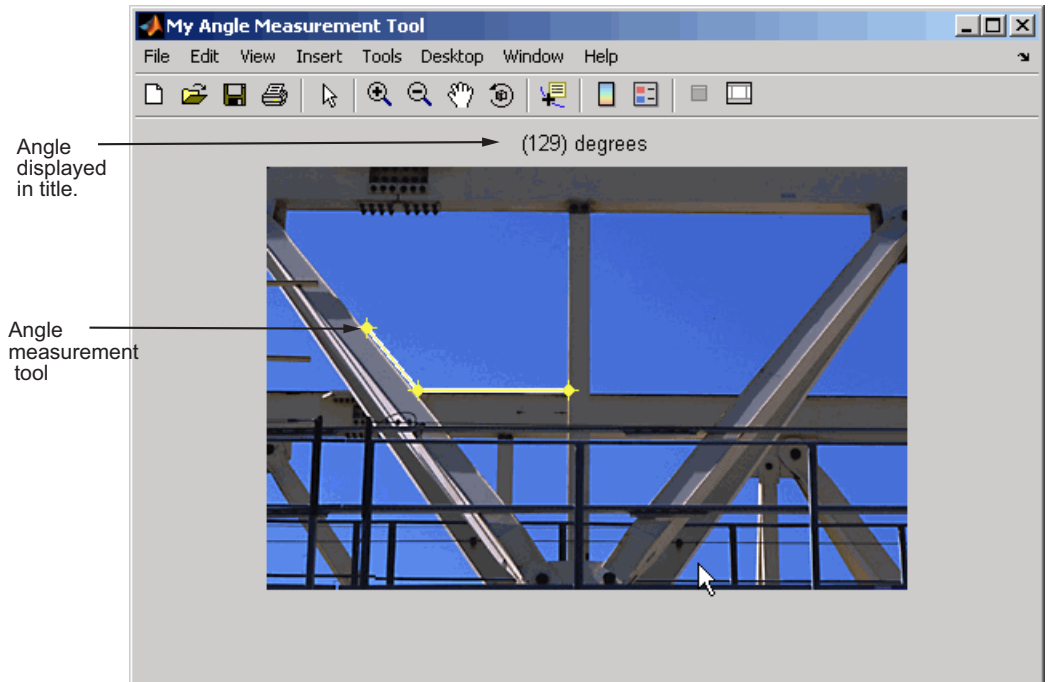 My Angle Measurement Tool
File Edit View Insert Tools Desktop Window Help
(129) degrees
Angle
displayed
in title.
Angle
measurement
tool